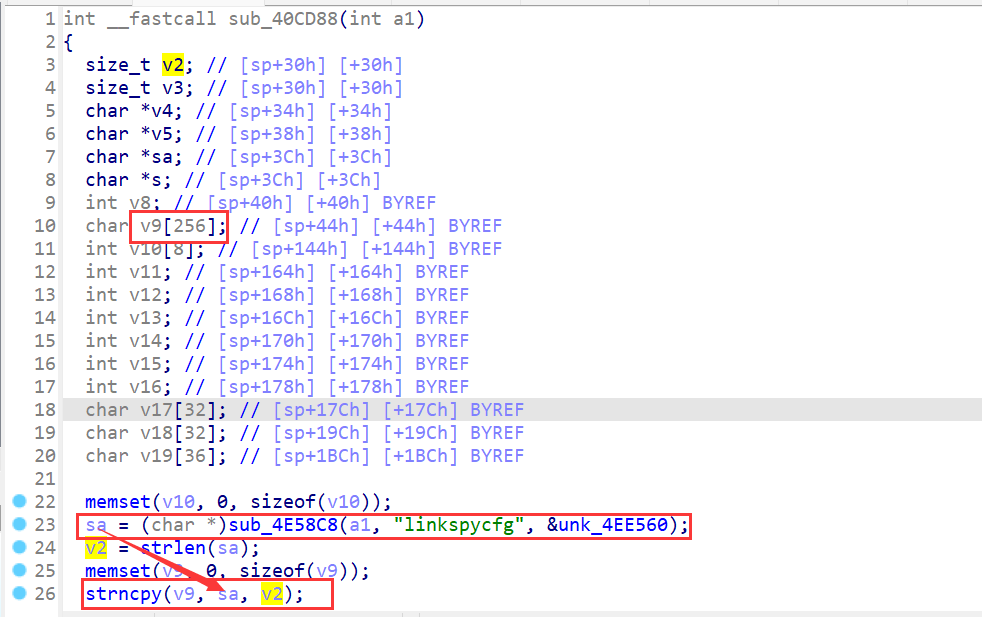 1 int __fastcall sub_40CD88(int a1)
2 {
3 size_t v2; // [sp+30h] [+30h]
4 size_t v3; // [sp+30h] [+30h]
5 char *v4; // [sp+34h] [+34h]
6 char *v5; // [sp+38h] [+38h]
7 char *sa; // [sp+3Ch] [+3Ch]
8 char *s; // [sp+3Ch] [+3Ch]
9 int v8; // [sp+40h] [+40h] BYREF
10 char v9[256]; // [sp+44h] [+44h] BYREF
11 int v10[8]; // [sp+144h] [+144h] BYREF
12 int v11; // [sp+164h] [+164h] BYREF
13 int v12; // [sp+168h] [+168h] BYREF
14 int v13; // [sp+16Ch] [+16Ch] BYREF
15 int v14; // [sp+170h] [+170h] BYREF
16 int v15; // [sp+174h] [+174h] BYREF
17 int v16; // [sp+178h] [+178h] BYREF
18 char v17[32]; // [sp+17Ch] [+17Ch] BYREF
19 char v18[32]; // [sp+19Ch] [+19Ch] BYREF
20 char v19[36]; // [sp+1BCh] [+1BCh] BYREF
21
22 memset(v10, 0, sizeof(v10));
23 sa = (char *)sub_4E58C8(a1, "linkspycfg", &unk_4EE560);
24 v2 = strlen(sa);
25 memset(v9, 0, sizeof(v9));
26 strncpy(v9, sa, v2);